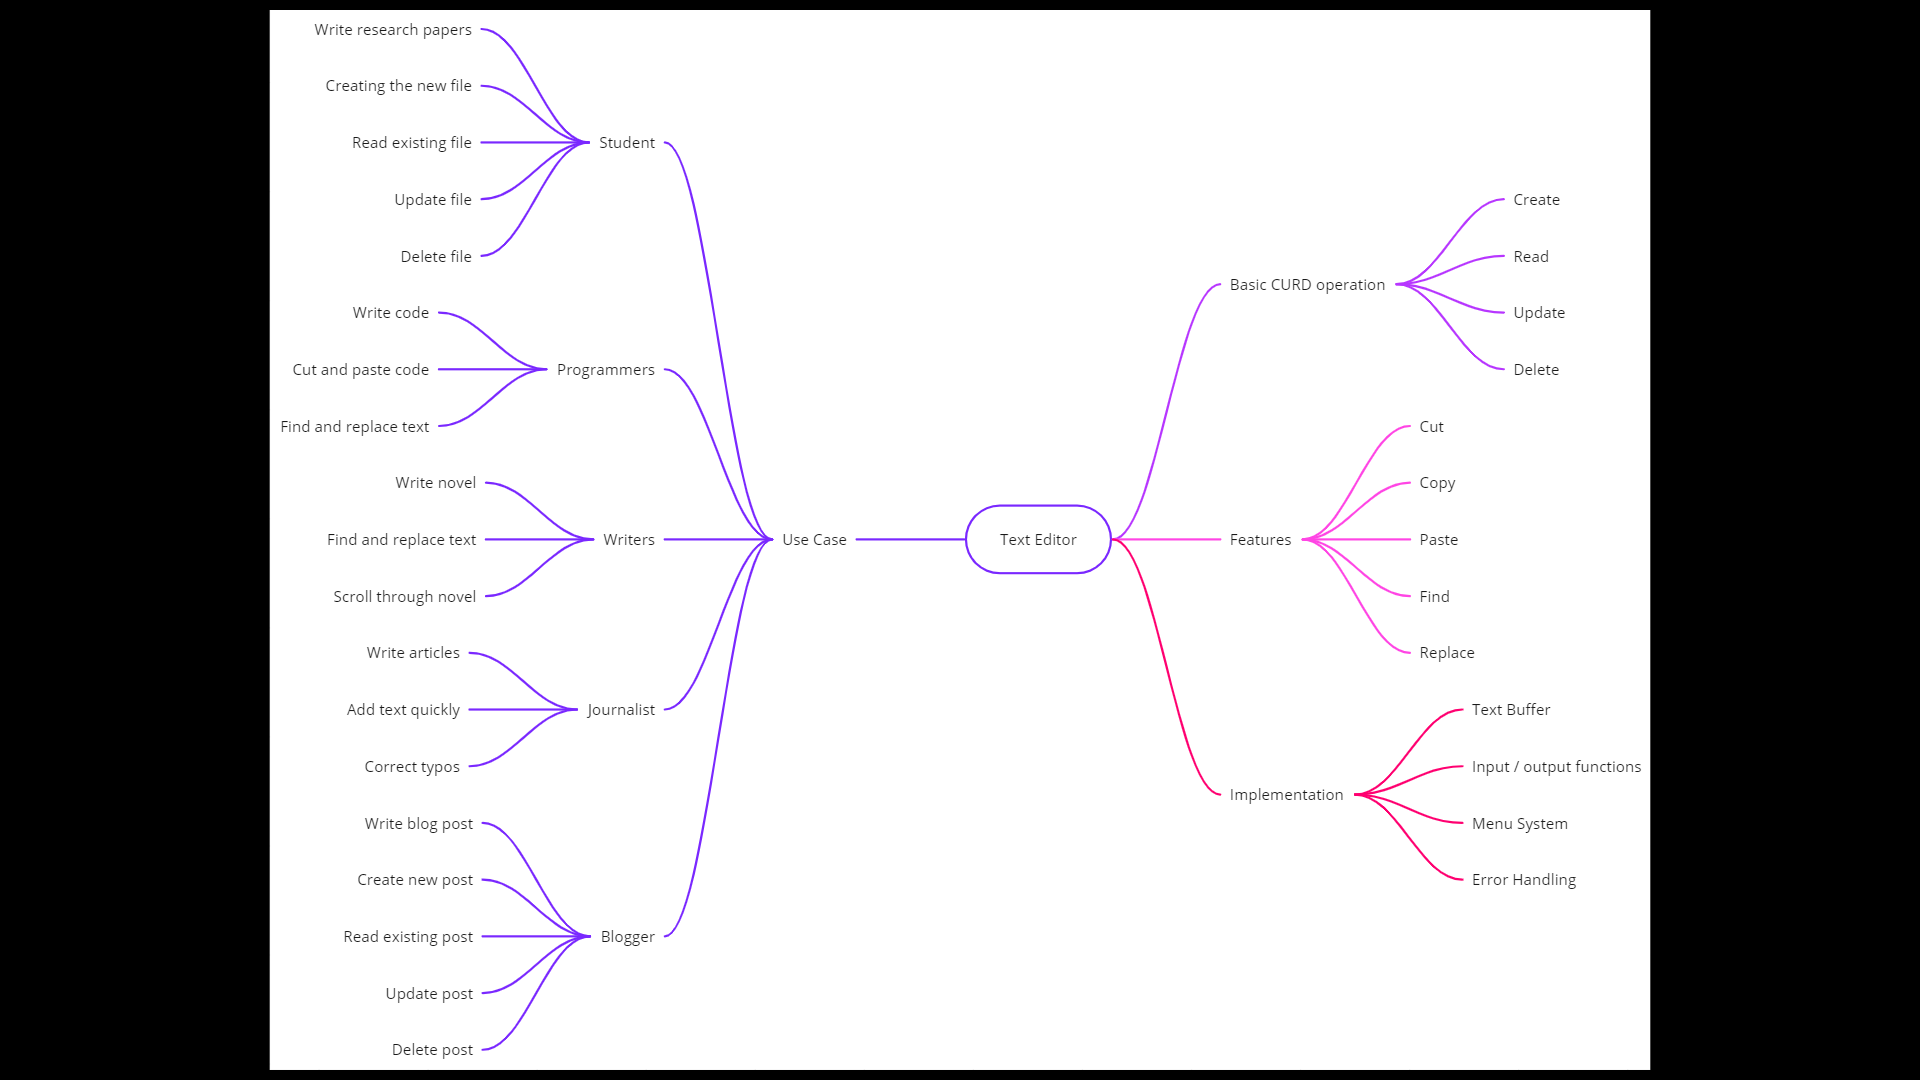 Write research papers
Creating the new file
Read existing file
Update file
Delete file
Student
Write code
Cut and paste code
Find and replace text
Programmers
Write novel
Find and replace text
Scroll through novel
Writers
Write articles
Add text quickly
Correct typos
Journalist
Write blog post
Create new post
Read existing post
Update post
Delete post
Blogger
Use Case
Text Editor
Basic CURD operation
Create
Read
Update
Delete
Features
Cut
Copy
Paste
Find
Replace
Implementation
Text Buffer
Input / output functions
Menu System
Error Handling